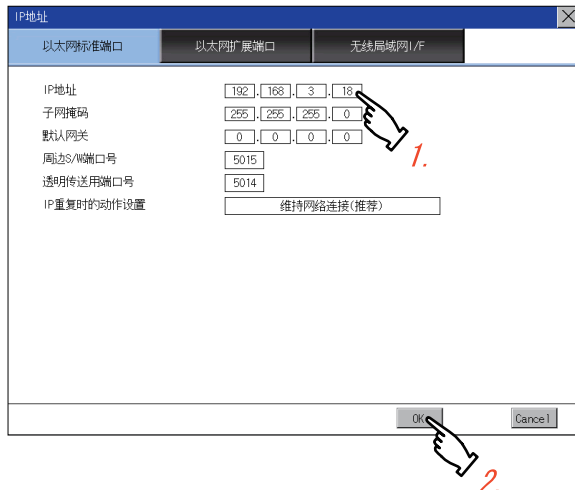 IP地址
以太网标准端口 以太网扩展端口 无线局域网I/F
IP地址 192.168.3.18
子网掩码 255.255.255.0
默认网关 0.0.0.0
周边S/W端口号 5015
透明传送用端口号 5014
IP重复时的动作设置 维持网络连接(推荐)
1.
OK Cancel
2.